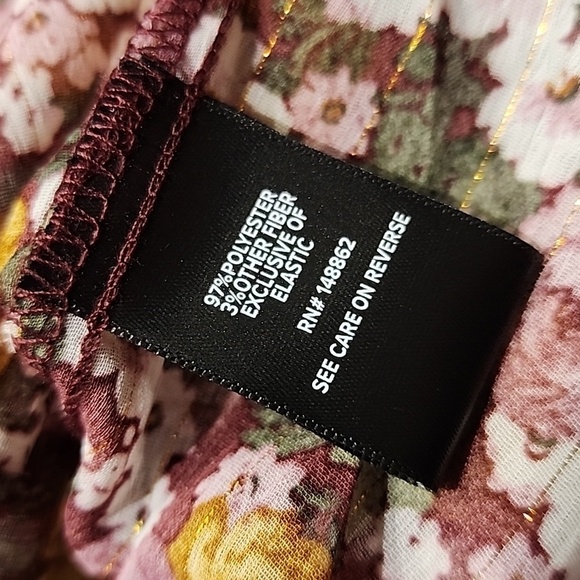 97%POLYESTER
3%OTHER FIBER
EXCLUSIVE OF
ELASTIC
RN# 148862
SEE CARE ON REVERSE